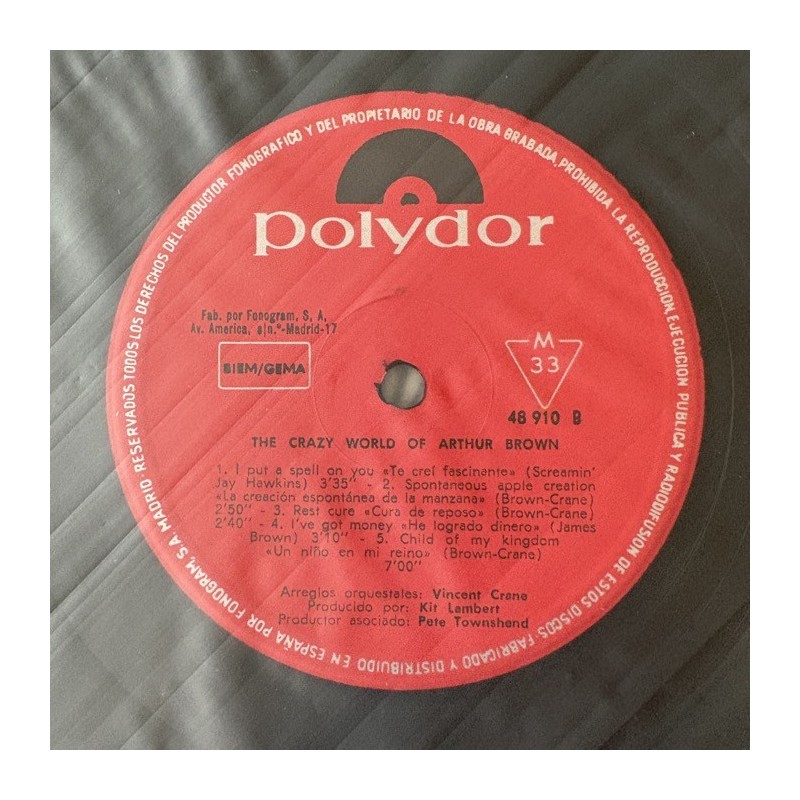 RESERVADOS TODOS LOS DERECHOS DEL PRODUCTOR FONOGRAFICO Y DEL PROPIETARIO DE LA OBRA GRABADA, PROHIBIDA LA REPRODUCCION, EJECUCION PUBLICA Y RADIODIFUSION DE ESTOS DISCOS · FABRICADO Y DISTRIBUIDO EN ESPAÑA POR FONOGRAM, S.A. MADRID ·
polydor
Fab. por Fonogram, S, A,
Av. America, s/n.º-Madrid-17
BIEM/GEMA
M
33
48 910 B
THE CRAZY WORLD OF ARTHUR BROWN
1. I put a spell on you «Te creí fascinante» (Screamin'
Jay Hawkins) 3'35" - 2. Spontaneous apple creation
«La creación espontánea de la manzana» (Brown-Crane)
2'50" - 3. Rest cure «Cura de reposo» (Brown-Crane)
2'40" - 4. I've got money «He logrado dinero» (James
Brown) 3'10" - 5. Child of my kingdom
«Un niño en mi reino» (Brown-Crane)
7'00"
Arreglos orquestales: Vincent Crane
Producido por: Kit Lambert
Productor asociado: Pete Townshend